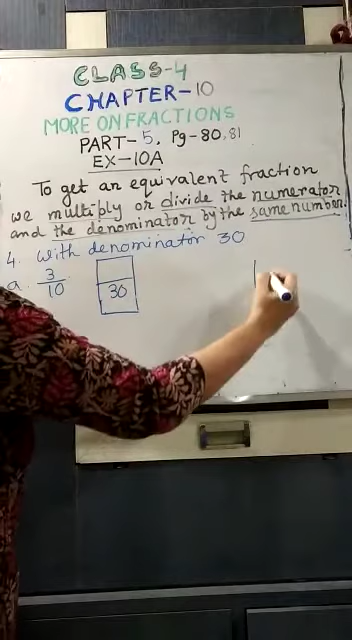 CLASS-4
CHAPTER-10
MORE ON FRACTIONS
PART-5. Pg-80,81
EX-10A
To get an equivalent fraction
we multiply or divide the numerator
and the denominator by the same number.
4. with denominator 30
a. 3/10 30